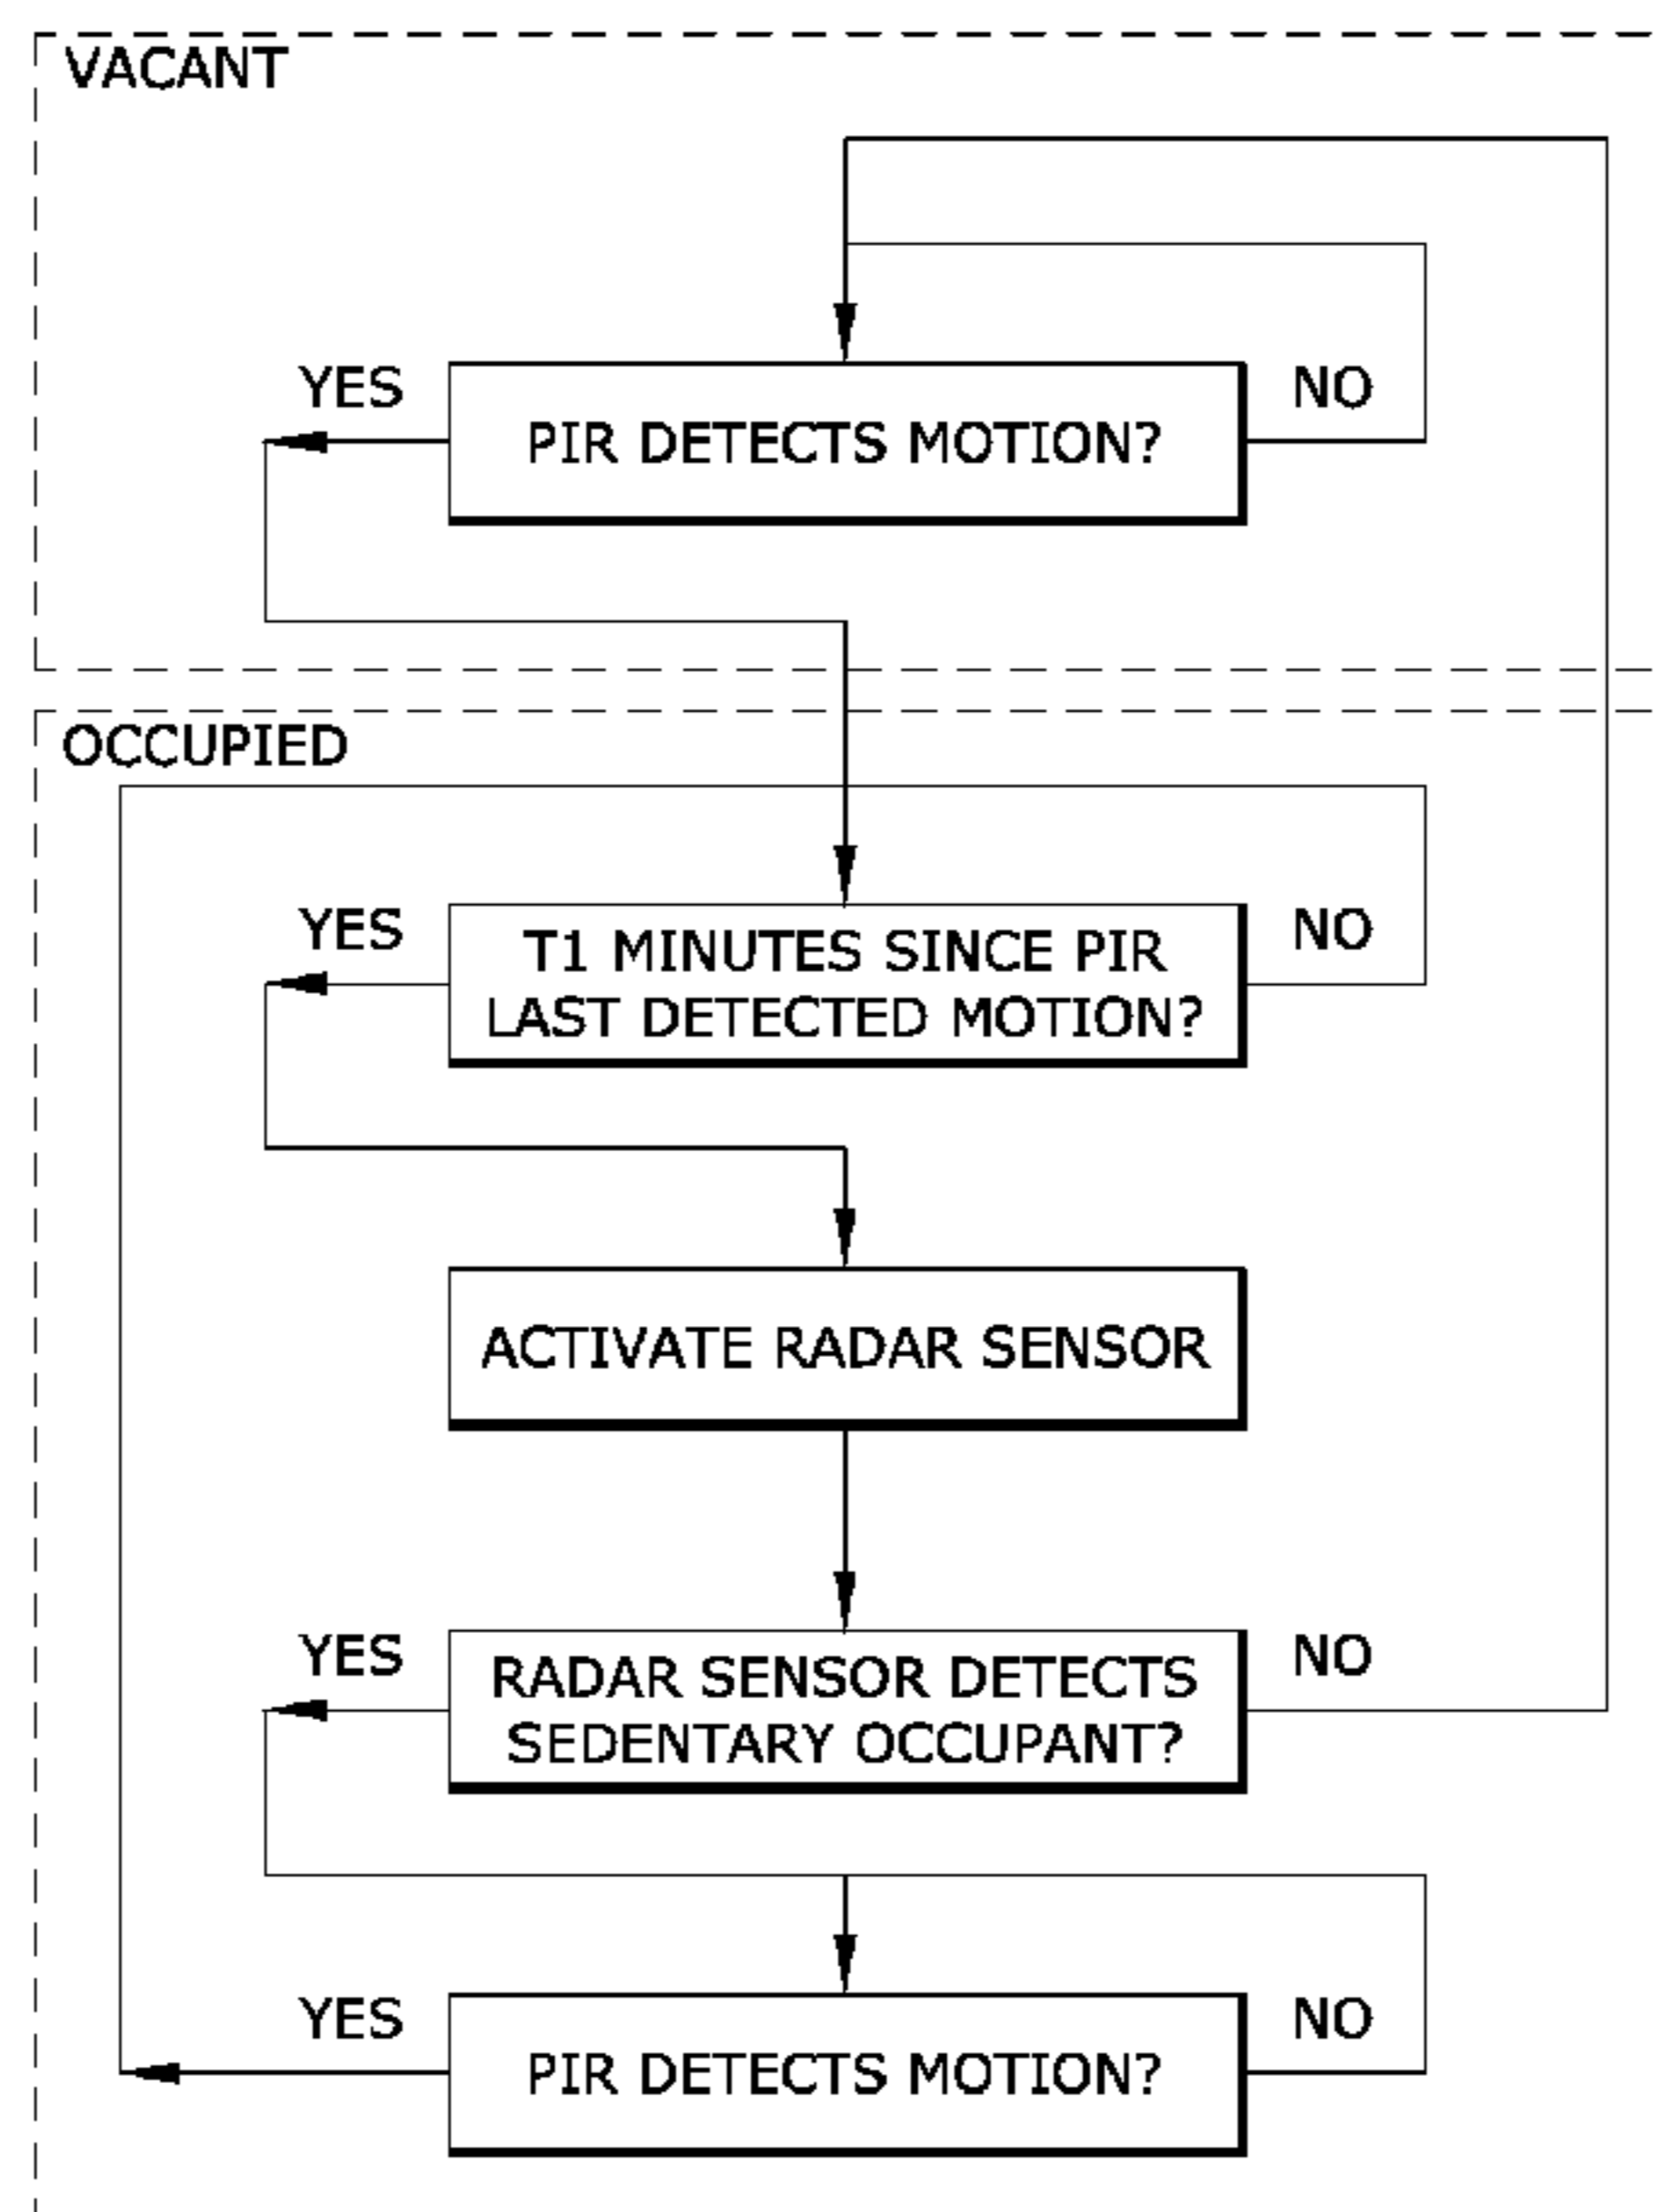 VACANT
YES
NO
PIR DETECTS MOTION?
OCCUPIED
YES
NO
T1 MINUTES SINCE PIR
LAST DETECTED MOTION?
ACTIVATE RADAR SENSOR
YES
NO
RADAR SENSOR DETECTS
SEDENTARY OCCUPANT?
YES
NO
PIR DETECTS MOTION?